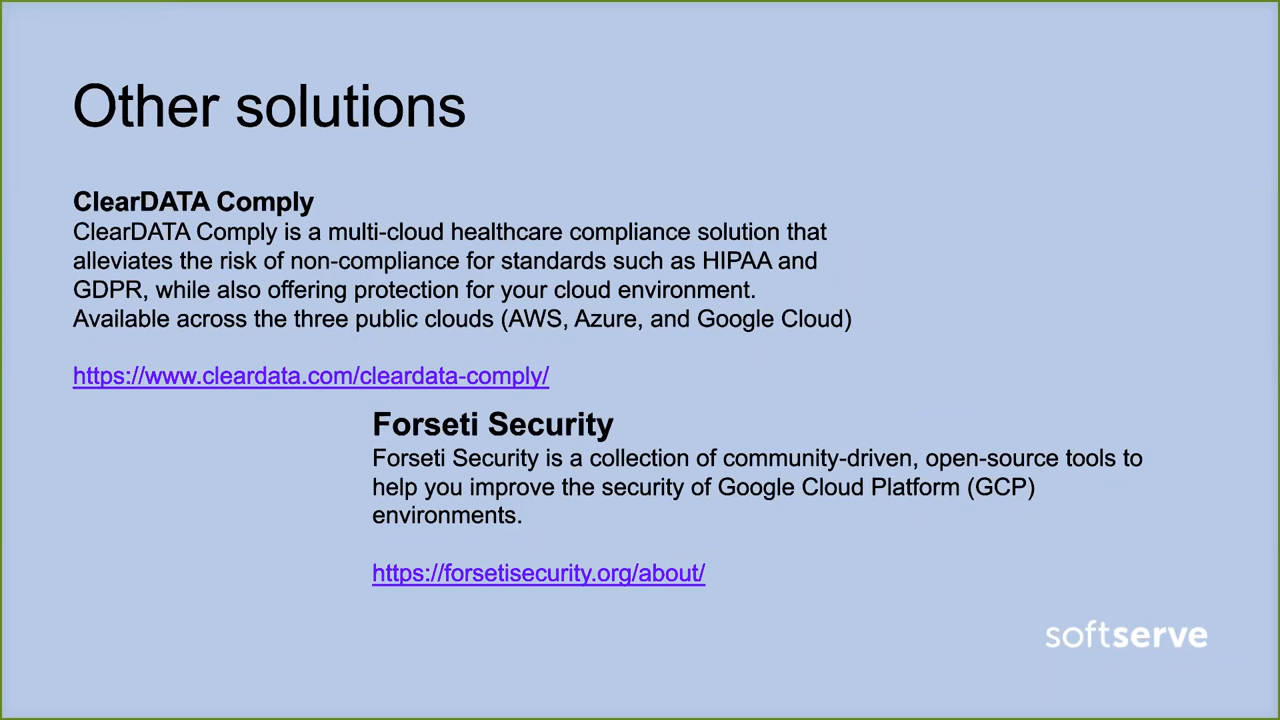 Other solutions
ClearDATA Comply
ClearDATA Comply is a multi-cloud healthcare compliance solution that
alleviates the risk of non-compliance for standards such as HIPAA and
GDPR, while also offering protection for your cloud environment.
Available across the three public clouds (AWS, Azure, and Google Cloud)
https://www.cleardata.com/cleardata-comply/
Forseti Security
Forseti Security is a collection of community-driven, open-source tools to
help you improve the security of Google Cloud Platform (GCP)
environments.
https://forsetisecurity.org/about/
softserve